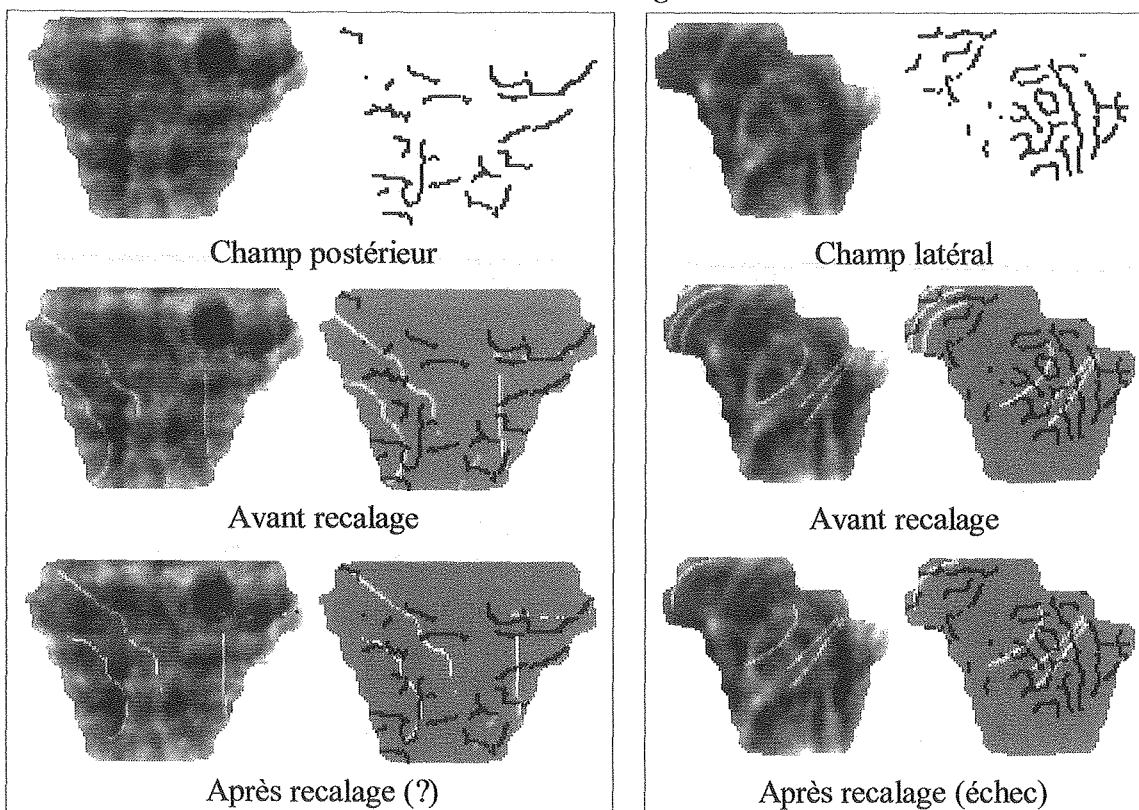 Champ postérieur
Avant recalage
Après recalage (?)
Champ latéral
Avant recalage
Après recalage (échec)